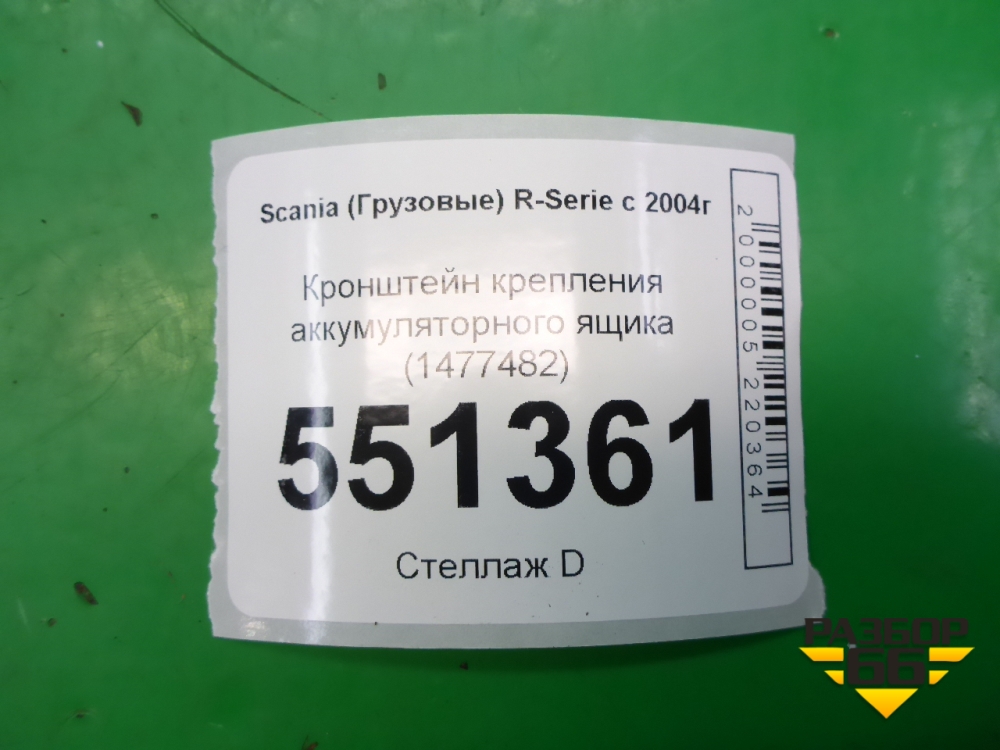 Scania (Грузовые) R-Serie с 2004г
Кронштейн крепления
аккумуляторного ящика
(1477482)
551361
Стеллаж D
2000005220364
РАЗБОР
66